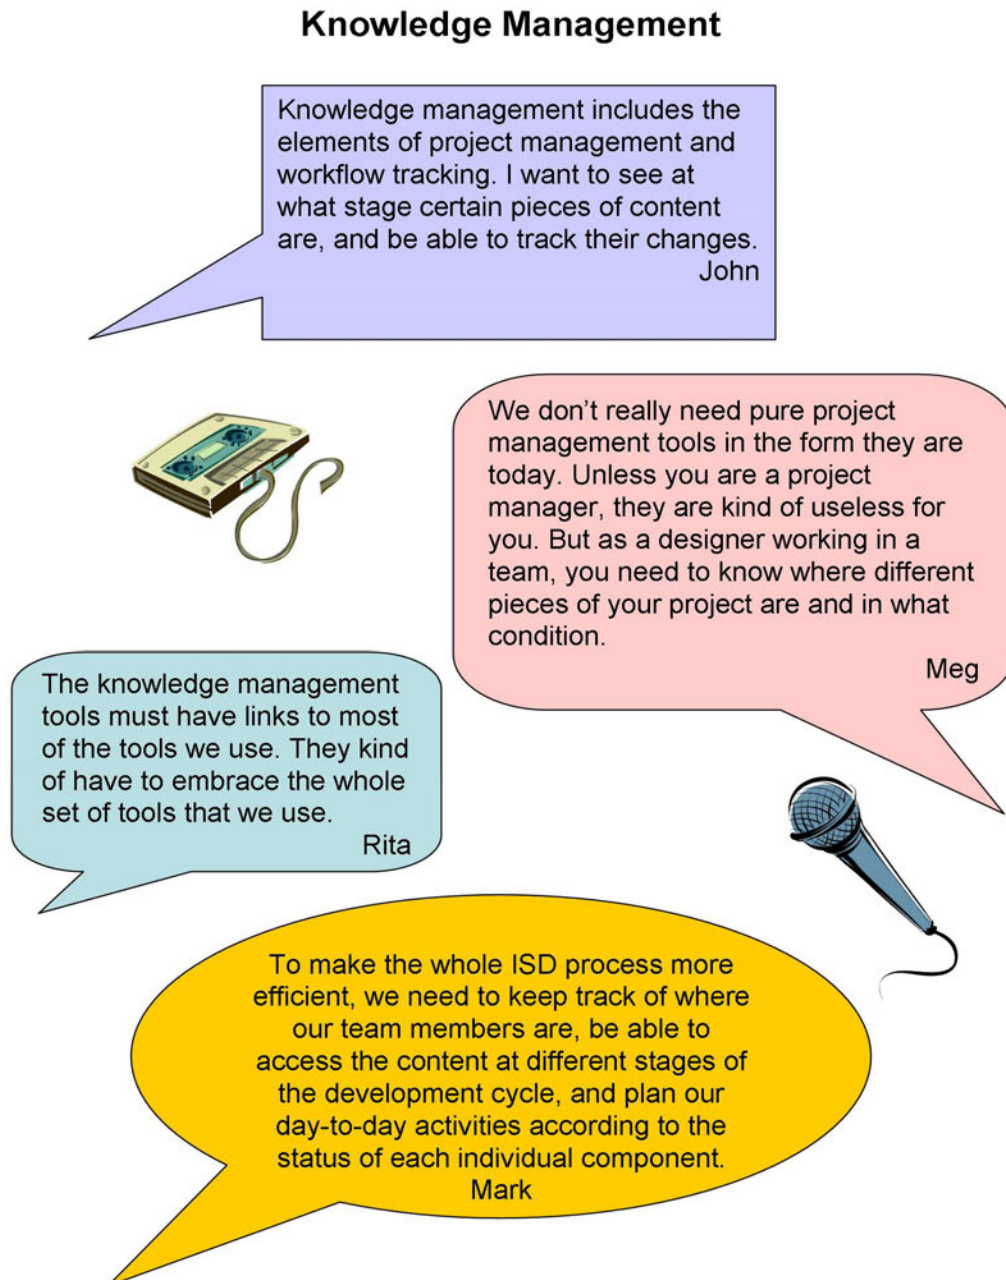 Knowledge Management
Knowledge management includes the
elements of project management and
workflow tracking. I want to see at
what stage certain pieces of content
are, and be able to track their changes.
John
We don’t really need pure project
management tools in the form they are
today. Unless you are a project
manager, they are kind of useless for
you. But as a designer working in a
team, you need to know where different
pieces of your project are and in what
condition.
Meg
The knowledge management
tools must have links to most
of the tools we use. They kind
of have to embrace the whole
set of tools that we use.
Rita
To make the whole ISD process more
efficient, we need to keep track of where
our team members are, be able to
access the content at different stages of
the development cycle, and plan our
day-to-day activities according to the
status of each individual component.
Mark